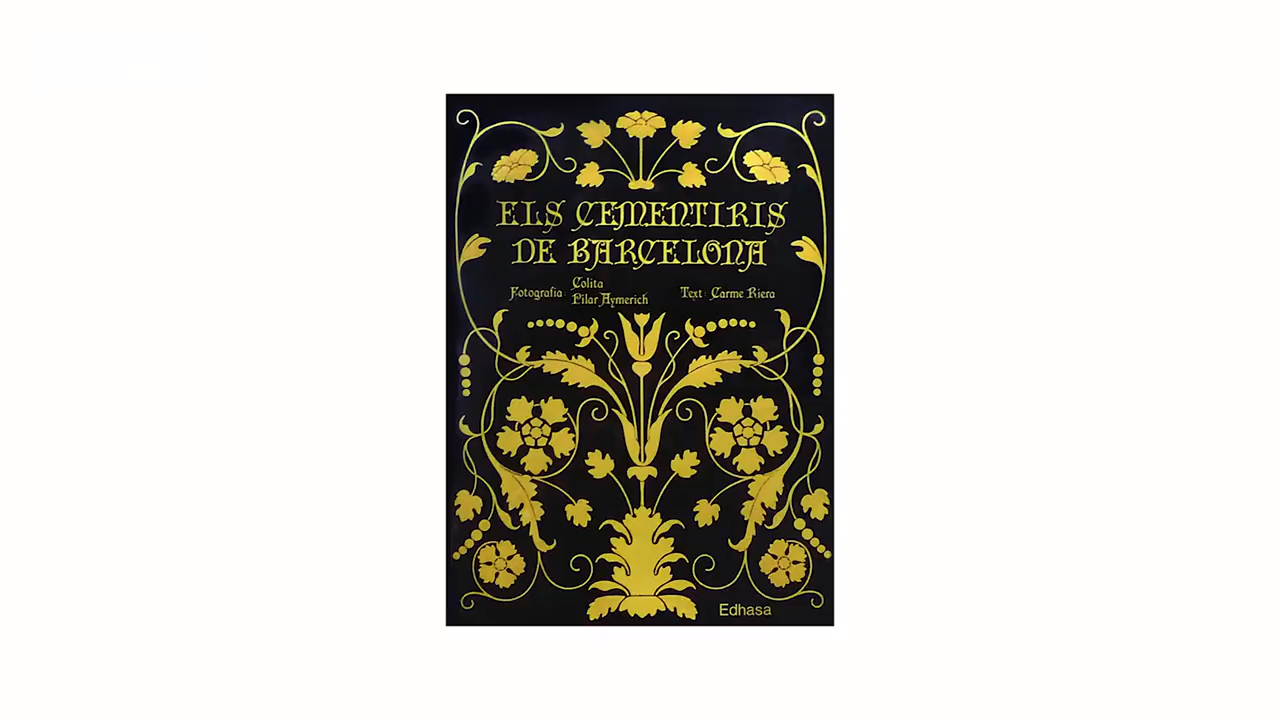 ELS CEMENTIRIS
DE BARCELONA
Fotografia: Colita
Pilar Aymerich
Text: Carme Riera
Edhasa